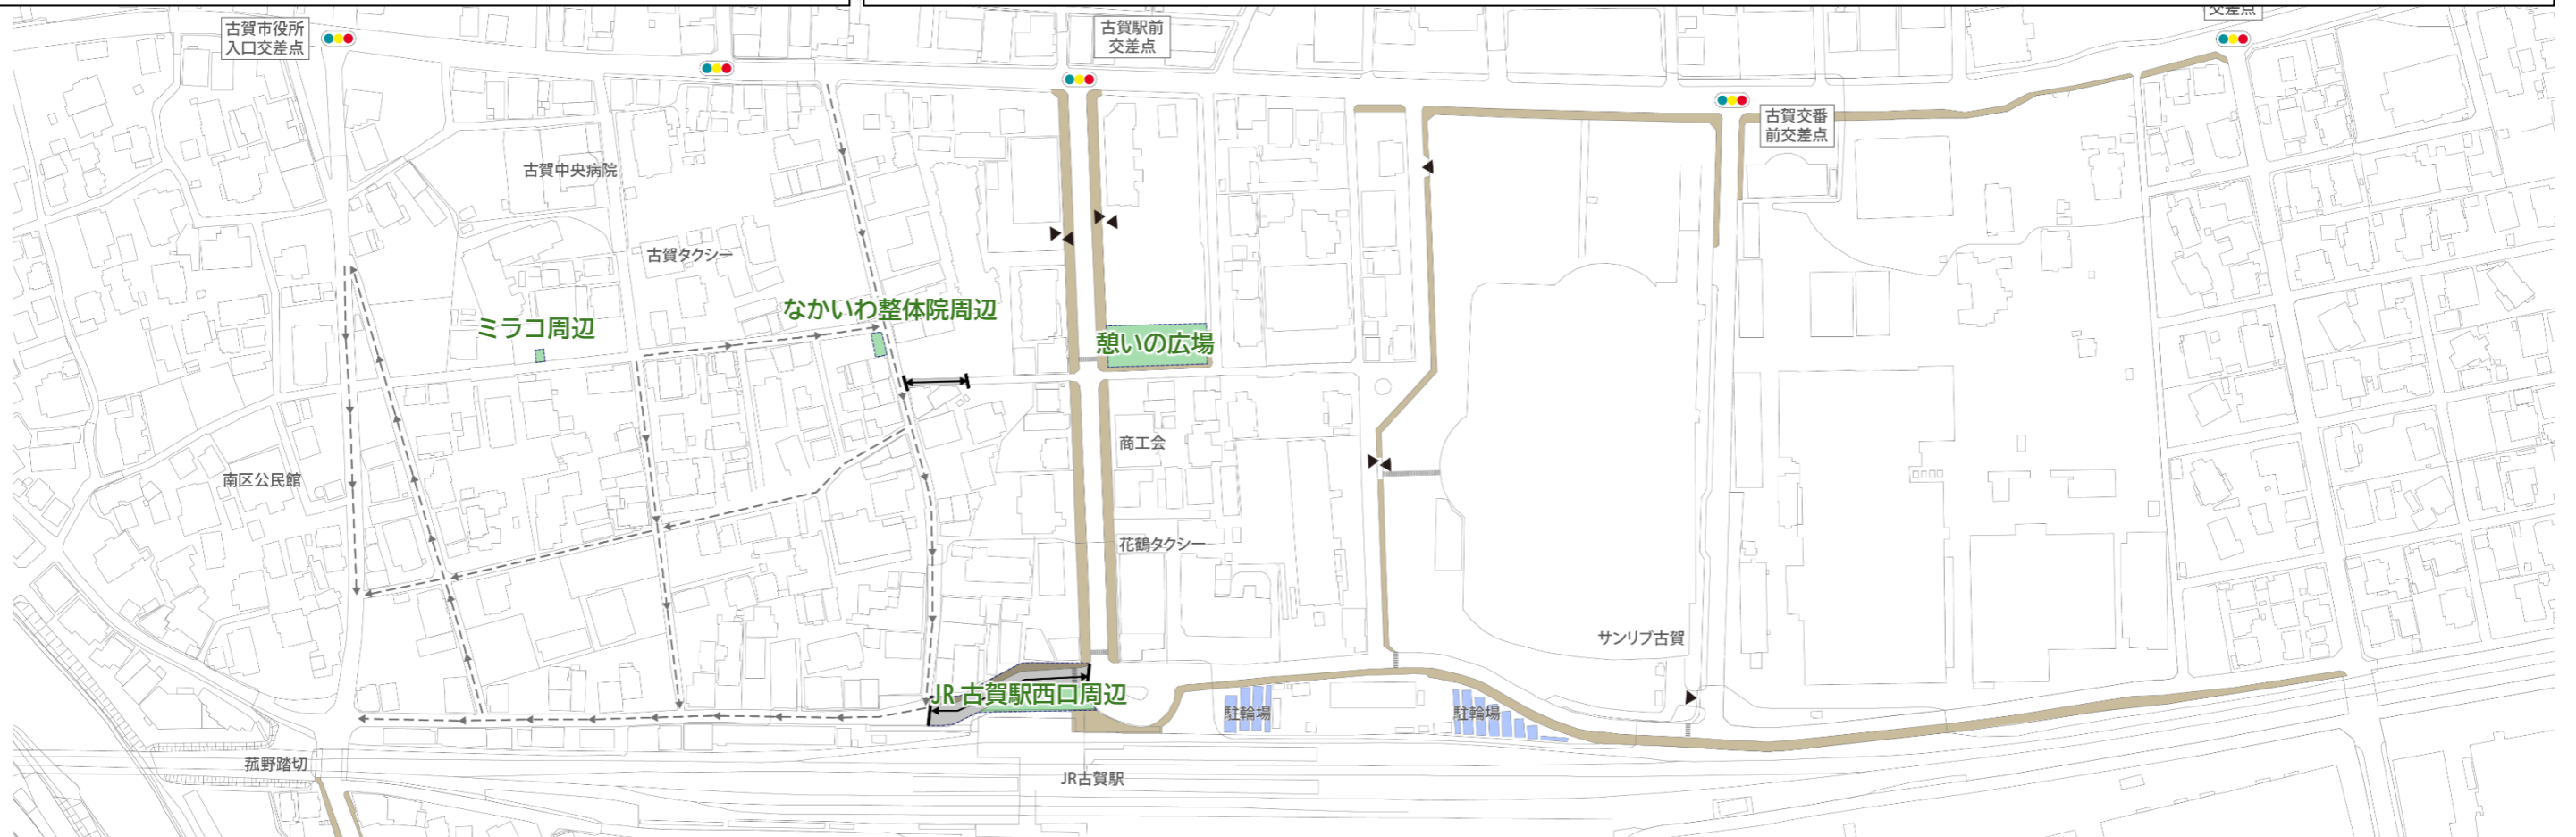 古賀市役所
入口交差点
古賀駅前
交差点
交差点
古賀交番
前交差点
古賀中央病院
古賀タクシー
なかいわ整体院周辺
ミラコ周辺
憩いの広場
商工会
南区公民館
花鶴タクシー
サンリブ古賀
JR 古賀駅西口周辺
駐輪場
駐輪場
菰野踏切
JR古賀駅